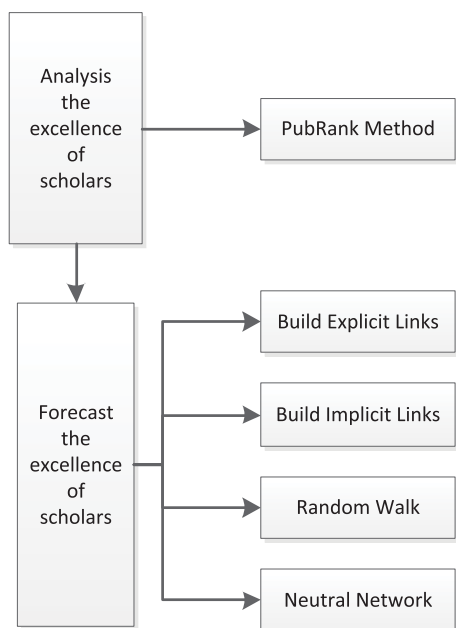 Analysis
the
excellence
of
scholars
PubRank Method
Forecast
the
excellence
of
scholars
Build Explicit Links
Build Implicit Links
Random Walk
Neutral Network